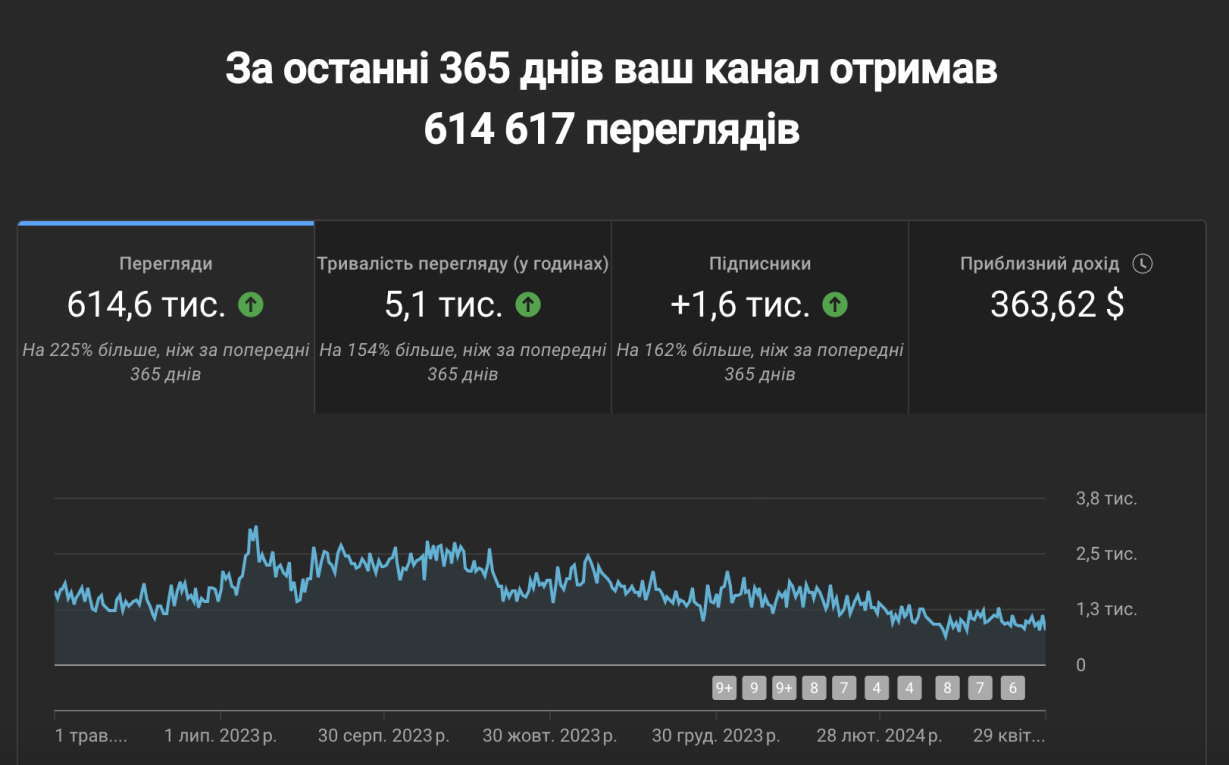 За останні 365 днів ваш канал отримав
614 617 переглядів
Перегляди
614,6 тис.
На 225% більше, ніж за попередні
365 днів
Тривалість перегляду (у годинах)
5,1 тис.
На 154% більше, ніж за попередні
365 днів
Підписники
+1,6 тис.
На 162% більше, ніж за попередні
365 днів
Приблизний дохід
363,62 $
3,8 тис.
2,5 тис.
1,3 тис.
0
9+ 9 9+ 8 7 4 4 8 7 6
1 трав.... 1 лип. 2023 р. 30 серп. 2023 р. 30 жовт. 2023 р. 30 груд. 2023 р. 28 лют. 2024 р. 29 квіт...